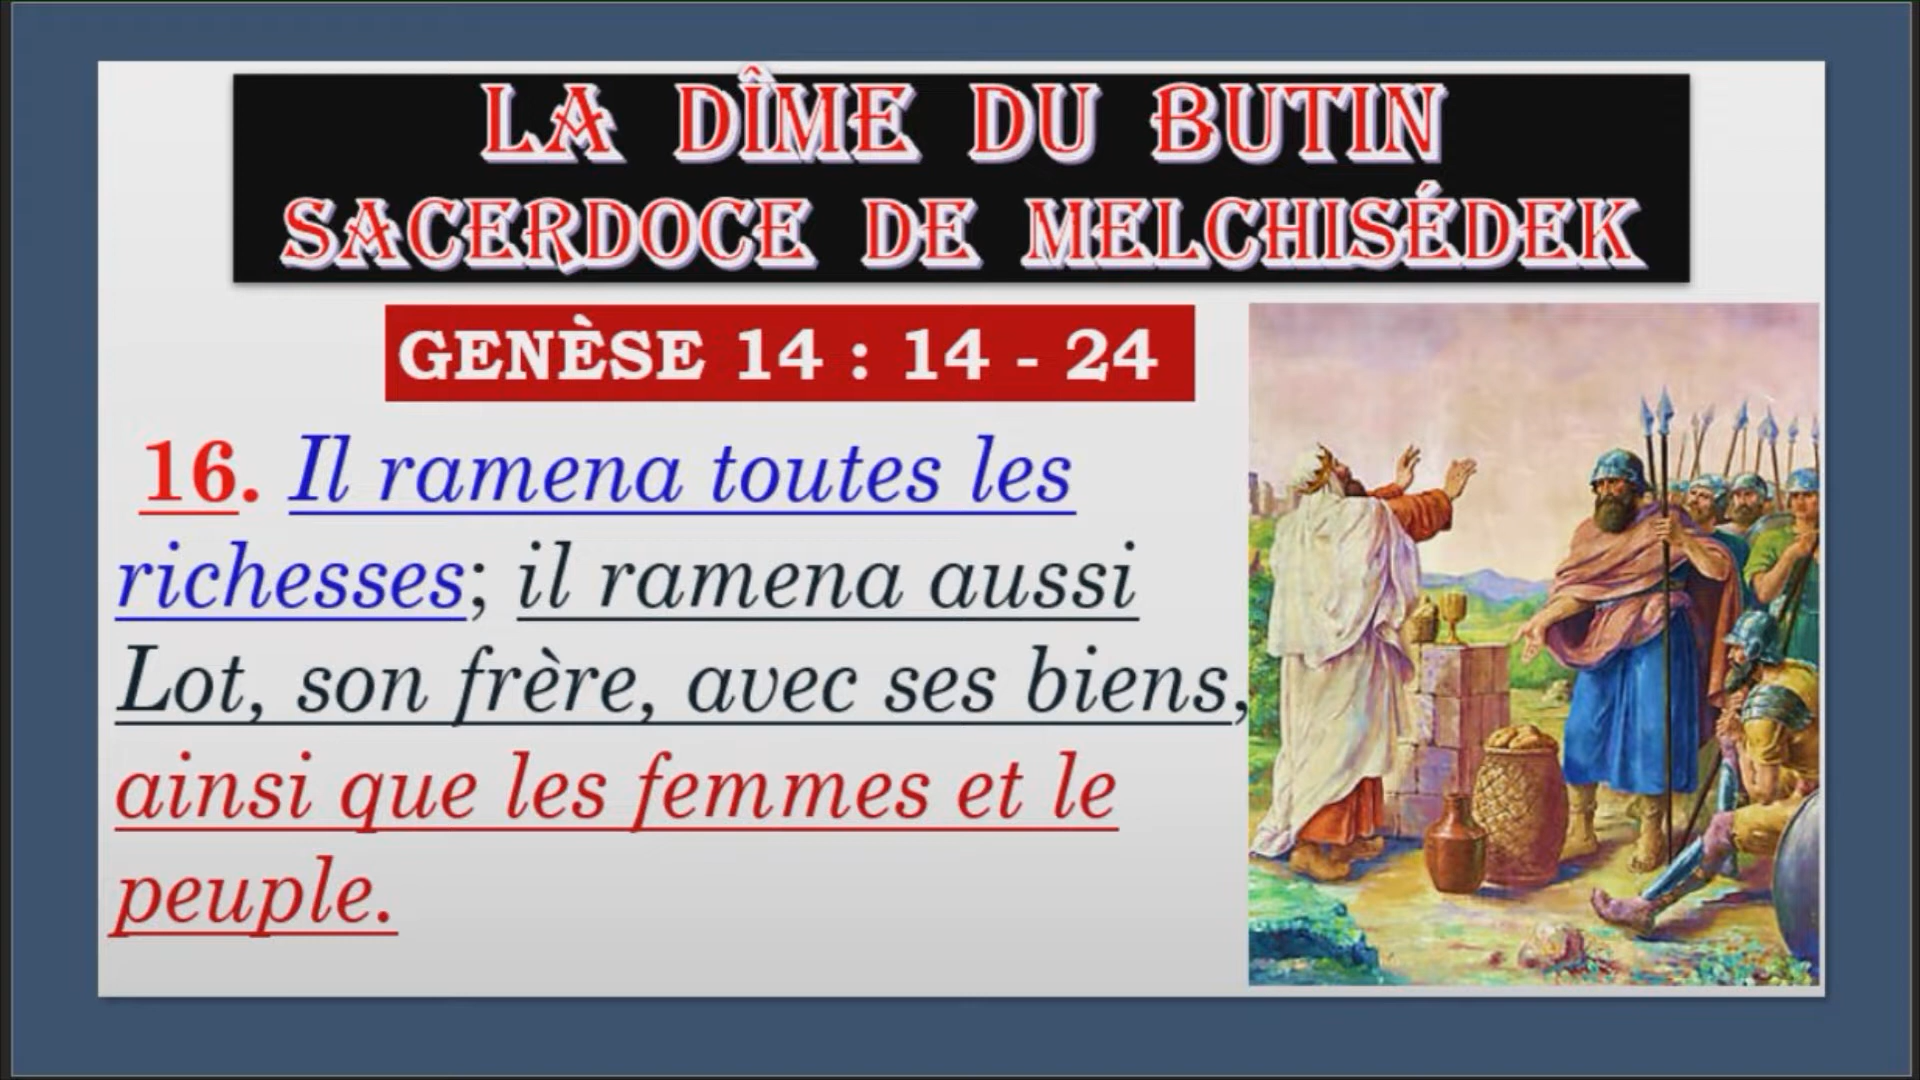 LA DÎME DU BUTIN
SACERDOCE DE MELCHISÉDEK
GENÈSE 14 : 14 - 24
16. Il ramena toutes les
richesses; il ramena aussi
Lot, son frère, avec ses biens,
ainsi que les femmes et le
peuple.